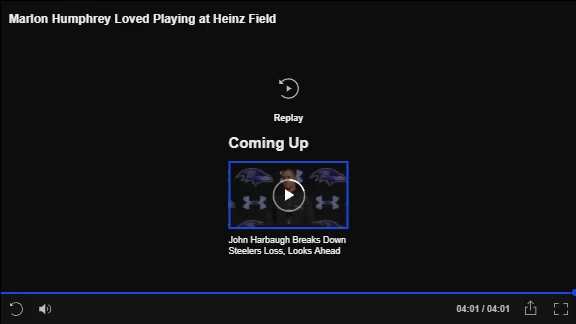 Marlon Humphrey Loved Playing at Heinz Field
Replay
Coming Up
John Harbaugh Breaks Down
Steelers Loss, Looks Ahead
04:01 / 04:01